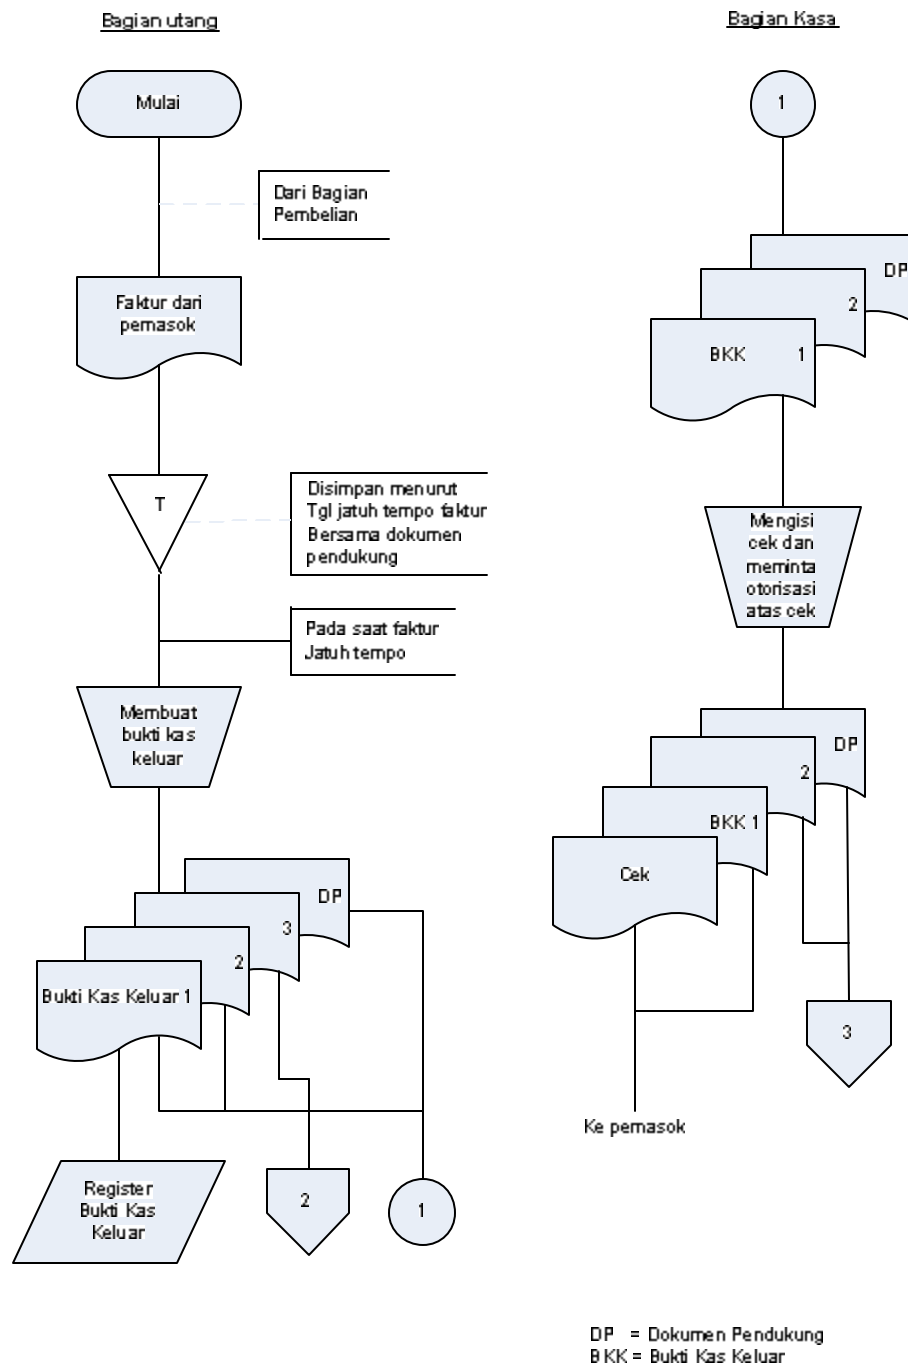 Bagian utang
Mulai
Dari Bagian
Pembelian
Faktur dari
pemasok
T
Disimpan menurut
Tgl jatuh tempo faktur
Bersama dokumen
pendukung
Pada saat faktur
Jatuh tempo
Membuat
bukti kas
keluar
DP
3
2
Bukti Kas Keluar 1
Register
Bukti Kas
Keluar
2
1
Bagian Kasa
1
DP
2
BKK 1
Mengisi
cek dan
meminta
otorisasi
atas cek
DP
2
BKK 1
Cek
3
Ke pemasok
DP = Dokumen Pendukung
BKK = Bukti Kas Keluar